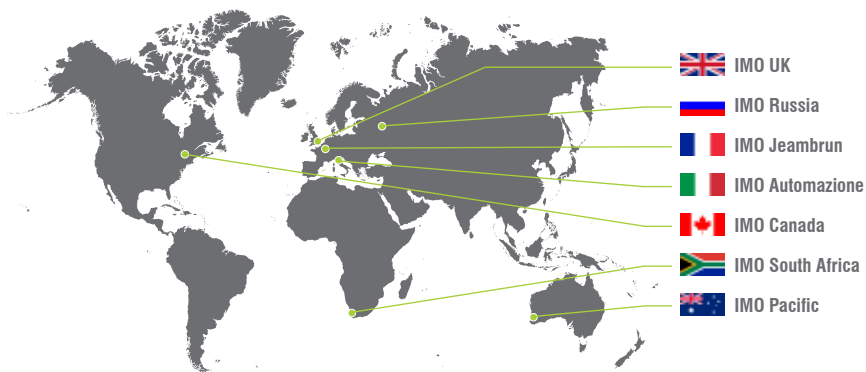 IMO UK
IMO Russia
IMO Jeambrun
IMO Automazione
IMO Canada
IMO South Africa
IMO Pacific